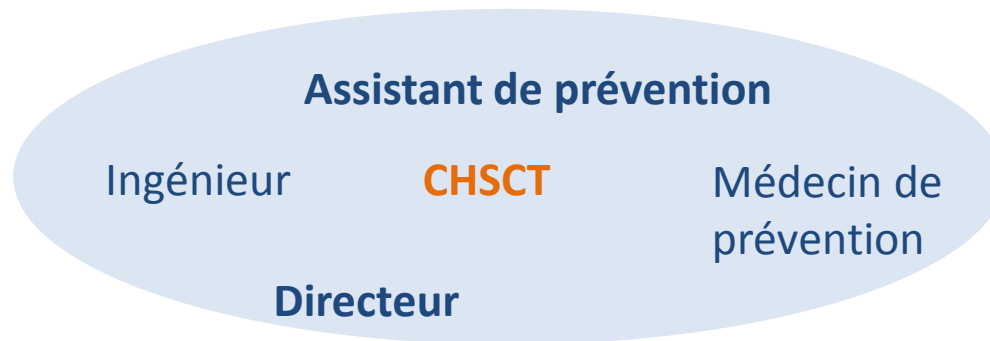 Assistant de prévention
Ingénieur
CHSCT
Médecin de
prévention
Directeur